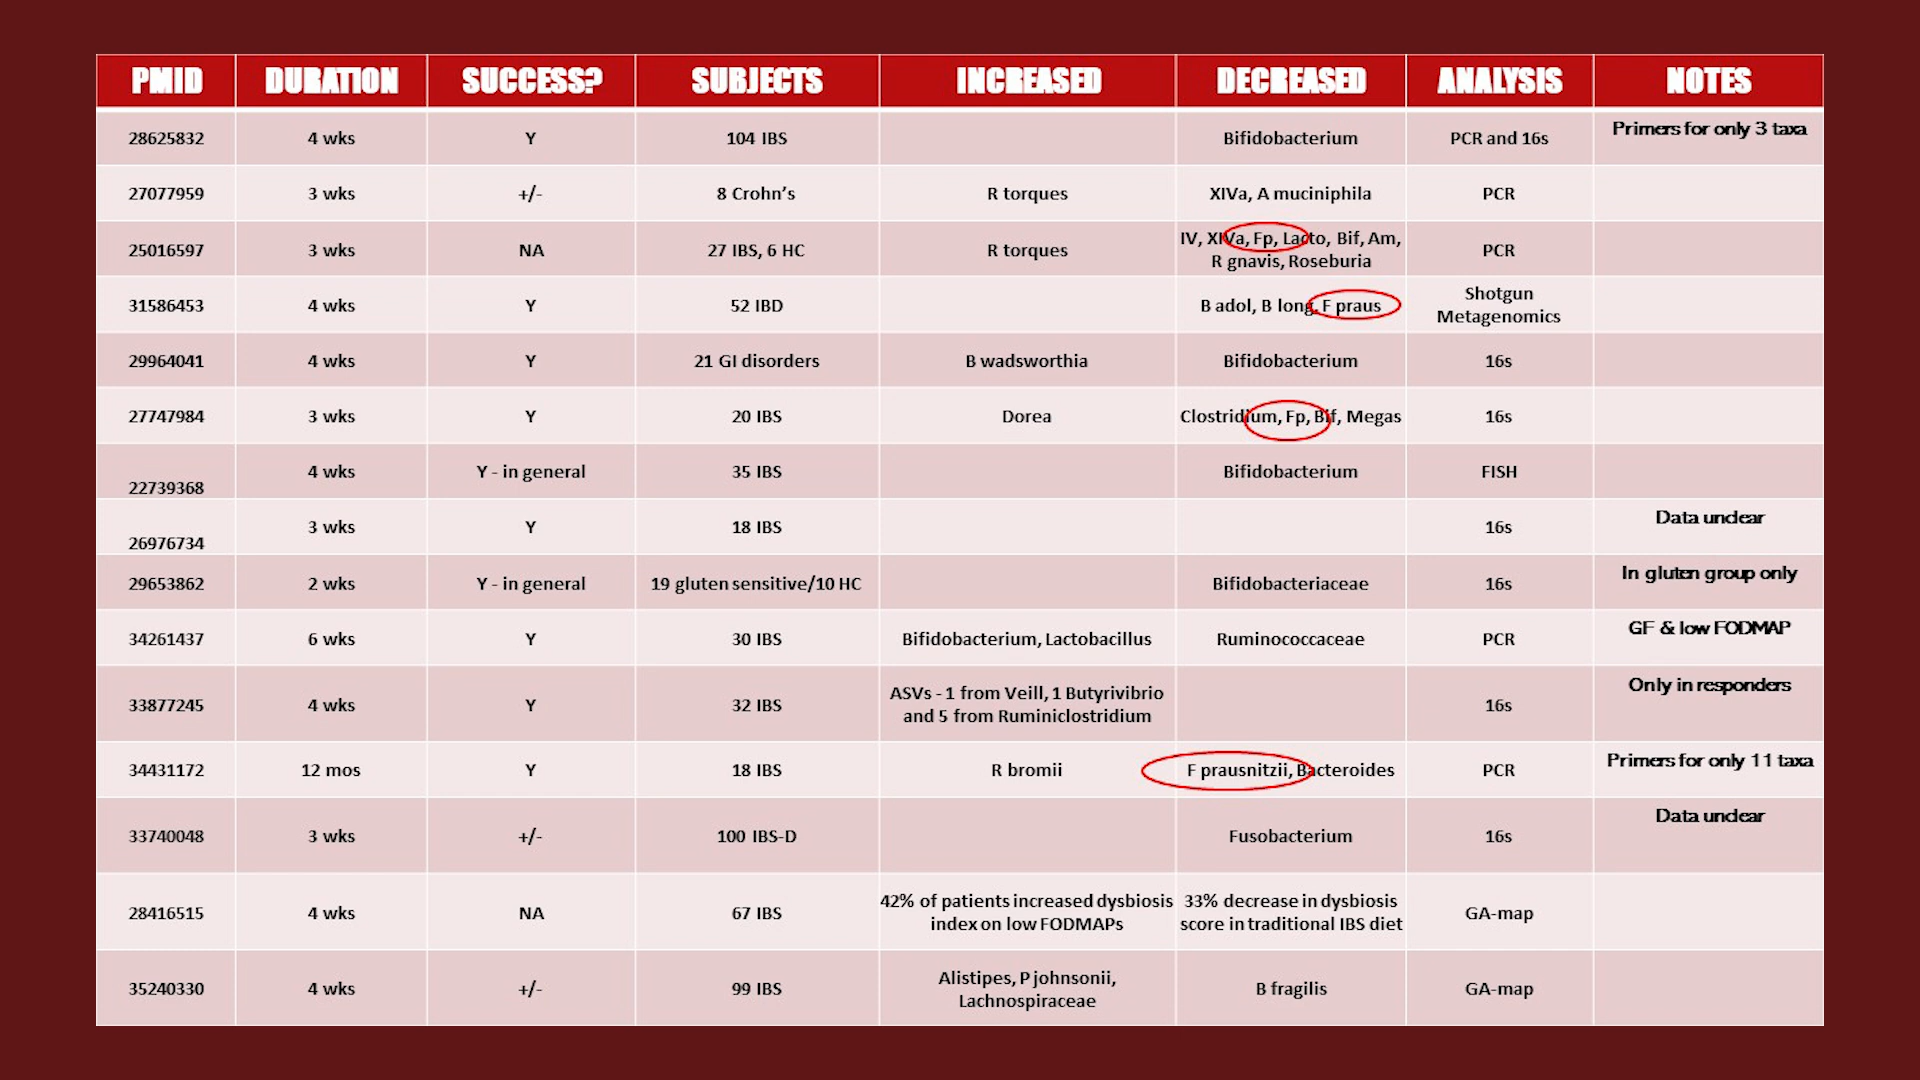 PMID DURATION SUCCESS? SUBJECTS INCREASED DECREASED ANALYSIS NOTES
28625832 4 wks Y 104 IBS Bifidobacterium PCR and 16s Primers for only 3 taxa
27077959 3 wks +/- 8 Crohn’s R torques XIVa, A muciniphila PCR
25016597 3 wks NA 27 IBS, 6 HC R torques IV, XIVa, Fp, Lacto, Bif, Am, PCR
R gnavis, Roseburia
31586453 4 wks Y 52 IBD B adol, B long, F praus Shotgun
Metagenomics
29964041 4 wks Y 21 GI disorders B wadsworthia Bifidobacterium 16s
27747984 3 wks Y 20 IBS Dorea Clostridium, Fp, Bif, Megas 16s
22739368 4 wks Y - in general 35 IBS Bifidobacterium FISH
26976734 3 wks Y 18 IBS 16s Data unclear
29653862 2 wks Y - in general 19 gluten sensitive/10 HC Bifidobacteriaceae 16s In gluten group only
34261437 6 wks Y 30 IBS Bifidobacterium, Lactobacillus Ruminococcaceae PCR GF & low FODMAP
33877245 4 wks Y 32 IBS ASVs - 1 from Veill, 1 Butyrivibrio 16s Only in responders
and 5 from Ruminiclostridium
34431172 12 mos Y 18 IBS R bromii F prausnitzii, Bacteroides PCR Primers for only 11 taxa
33740048 3 wks +/- 100 IBS-D Fusobacterium 16s Data unclear
28416515 4 wks NA 67 IBS 42% of patients increased dysbiosis 33% decrease in dysbiosis GA-map
index on low FODMAPs score in traditional IBS diet
35240330 4 wks +/- 99 IBS Alistipes, P johnsonii, B fragilis GA-map
Lachnospiraceae